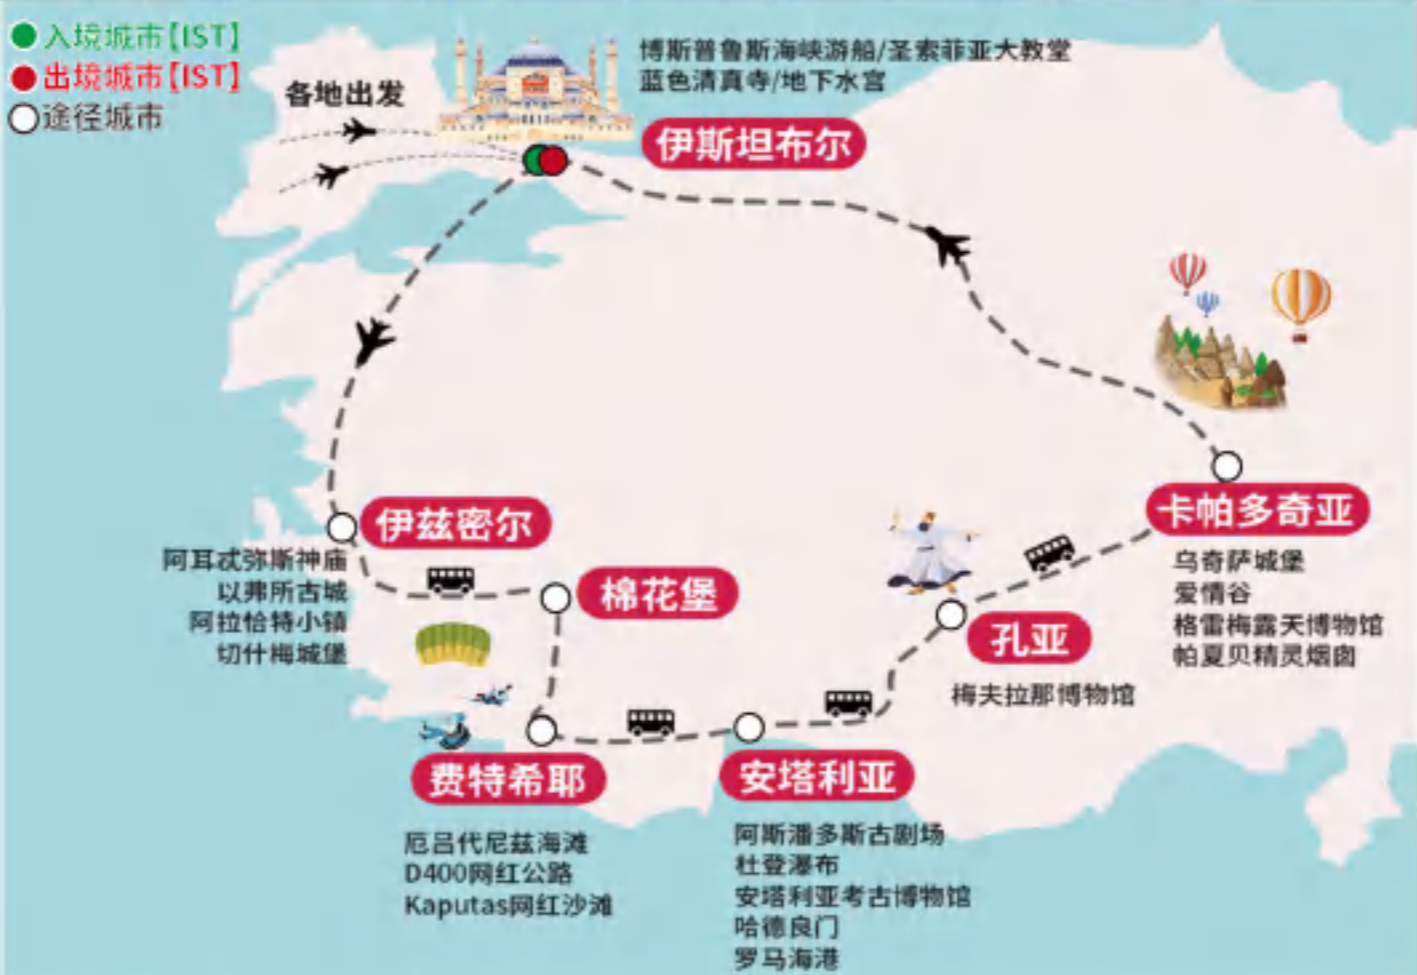 入境城市【IST】
出境城市【IST】
途径城市
各地出发
博斯普鲁斯海峡游船/圣索菲亚大教堂
蓝色清真寺/地下水宫
伊斯坦布尔
伊兹密尔
阿耳忒弥斯神庙
以弗所古城
阿拉恰特小镇
切什梅城堡
棉花堡
费特希耶
厄吕代尼兹海滩
D400网红公路
Kaputas网红沙滩
安塔利亚
阿斯潘多斯古剧场
杜登瀑布
安塔利亚考古博物馆
哈德良门
罗马海港
孔亚
梅夫拉那博物馆
卡帕多奇亚
乌奇萨城堡
爱情谷
格雷梅露天博物馆
帕夏贝精灵烟囱